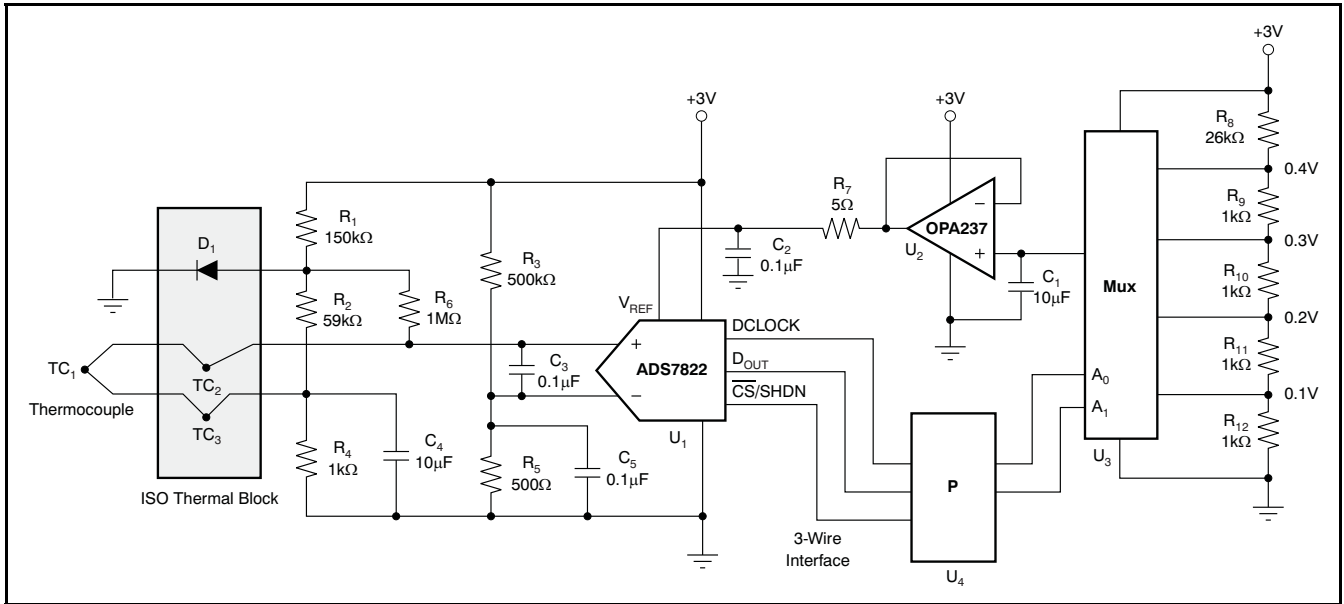 +3V
R8
26kΩ
0.4V
R9
1kΩ
0.3V
R10
1kΩ
0.2V
R11
1kΩ
0.1V
R12
1kΩ
Mux
A0
A1
U3
+3V
OPA237
−
+
U2
R7
5Ω
C1
10µF
C2
0.1µF
+3V
VREF
DCLOCK
DOUT
CS/SHDN
ADS7822
+
−
U1
R3
500kΩ
C3
0.1µF
R5
500Ω
C5
0.1µF
R1
150kΩ
D1
R2
59kΩ
R6
1MΩ
TC1
Thermocouple
TC2
TC3
R4
1kΩ
C4
10µF
ISO Thermal Block
P
3-Wire
Interface
U4